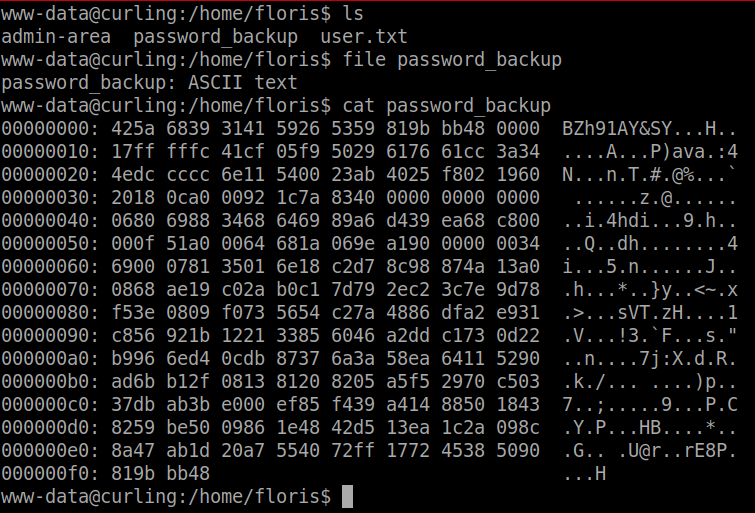 www-data@curling:/home/floris$ ls
admin-area  password_backup  user.txt
www-data@curling:/home/floris$ file password_backup
password_backup: ASCII text
www-data@curling:/home/floris$ cat password_backup
00000000: 425a 6839 3141 5926 5359 819b bb48 0000  BZh91AY&SY...H..
00000010: 17ff fffc 41cf 05f9 5029 6176 61cc 3a34  ....A...P)ava.:4
00000020: 4edc cccc 6e11 5400 23ab 4025 f802 1960  N...n.T.#.@%...`
00000030: 2018 0ca0 0092 1c7a 8340 0000 0000 0000   ......z.@......
00000040: 0680 6988 3468 6469 89a6 d439 ea68 c800  ..i.4hdi...9.h..
00000050: 000f 51a0 0064 681a 069e a190 0000 0034  ..Q..dh........4
00000060: 6900 0781 3501 6e18 c2d7 8c98 874a 13a0  i...5.n......J..
00000070: 0868 ae19 c02a b0c1 7d79 2ec2 3c7e 9d78  .h...*..}y..<~.x
00000080: f53e 0809 f073 5654 c27a 4886 dfa2 e931  .>...sVT.zH....1
00000090: c856 921b 1221 3385 6046 a2dd c173 0d22  .V...!3.`F...s."
000000a0: b996 6ed4 0cdb 8737 6a3a 58ea 6411 5290  ..n....7j:X.d.R.
000000b0: ad6b b12f 0813 8120 8205 a5f5 2970 c503  .k./... ....)p..
000000c0: 37db ab3b e000 ef85 f439 a414 8850 1843  7..;.....9...P.C
000000d0: 8259 be50 0986 1e48 42d5 13ea 1c2a 098c  .Y.P...HB....*..
000000e0: 8a47 ab1d 20a7 5540 72ff 1772 4538 5090  .G.. .U@r..rE8P.
000000f0: 819b bb48                                ...H
www-data@curling:/home/floris$